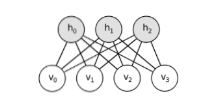 h₀ h₁ h₂
v₀ v₁ v₂ v₃